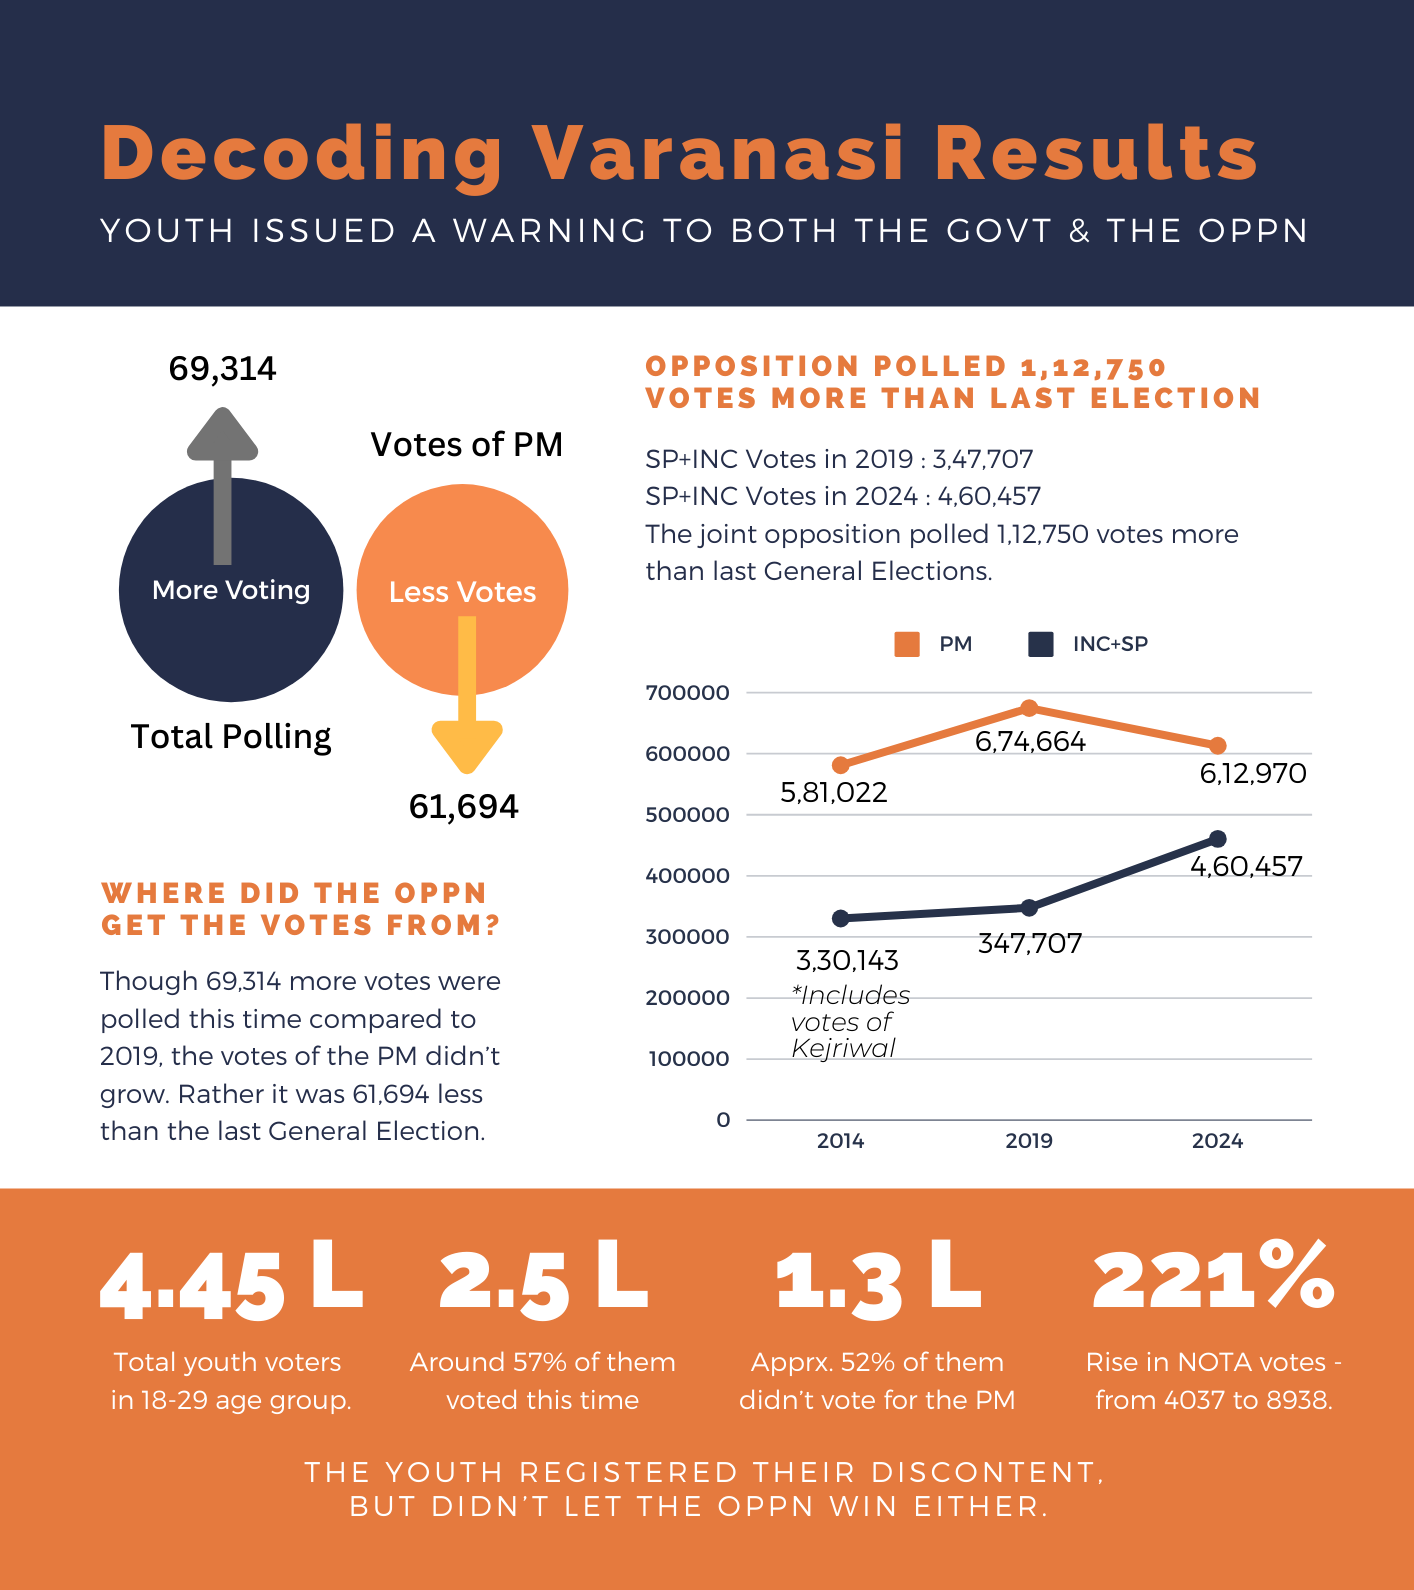 Decoding Varanasi Results
YOUTH ISSUED A WARNING TO BOTH THE GOVT & THE OPPN
69,314
More Voting
Total Polling
Votes of PM
Less Votes
61,694
WHERE DID THE OPPN
GET THE VOTES FROM?
Though 69,314 more votes were
polled this time compared to
2019, the votes of the PM didn't
grow. Rather it was 61,694 less
than the last General Election.
OPPOSITION POLLED 1,12,750
VOTES MORE THAN LAST ELECTION
SP+INC Votes in 2019 : 3,47,707
SP+INC Votes in 2024 : 4,60,457
The joint opposition polled 1,12,750 votes more
than last General Elections.
PM INC+SP
700000
600000
500000
400000
300000
200000
100000
0
5,81,022
6,74,664
6,12,970
3,30,143
*Includes
votes of
Kejriwal
347,707
4,60,457
2014 2019 2024
4.45 L
Total youth voters
in 18-29 age group.
2.5 L
Around 57% of them
voted this time
1.3 L
Apprx. 52% of them
didn't vote for the PM
221%
Rise in NOTA votes -
from 4037 to 8938.
THE YOUTH REGISTERED THEIR DISCONTENT,
BUT DIDN'T LET THE OPPN WIN EITHER.